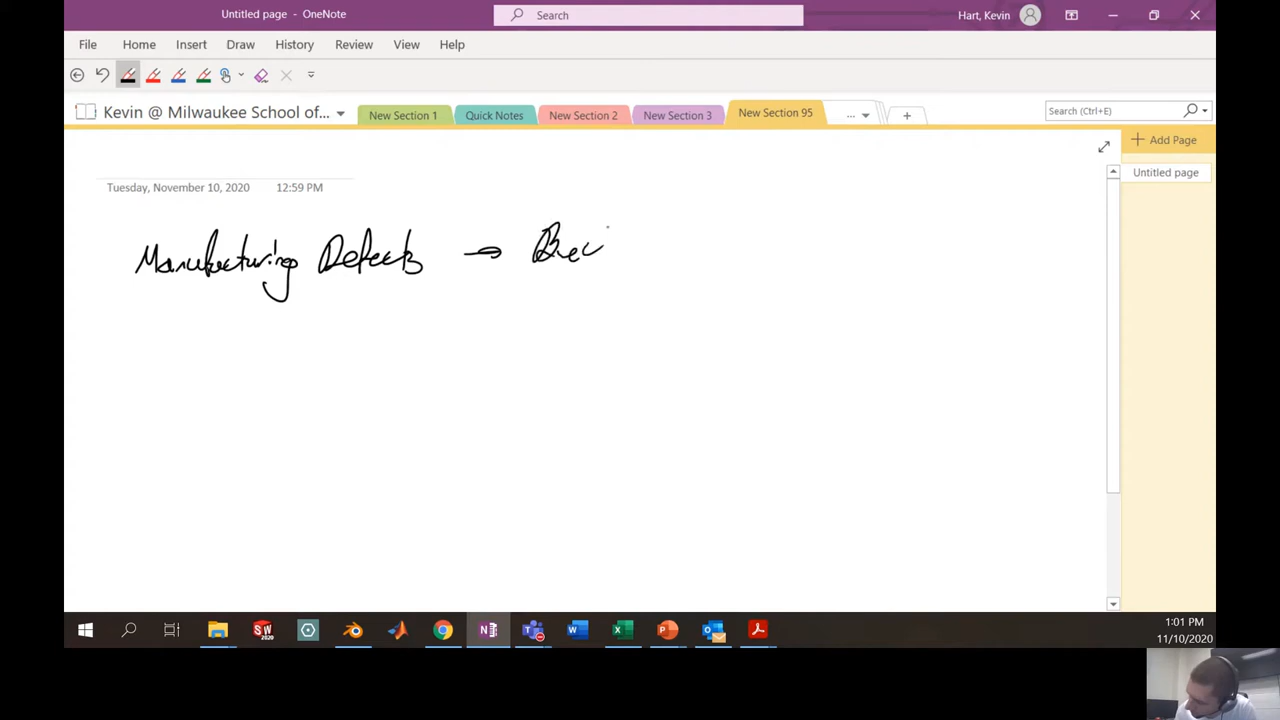 Untitled page - OneNote
Search
Hart, Kevin
File Home Insert Draw History Review View Help
Kevin @ Milwaukee School of...
New Section 1
Quick Notes
New Section 2
New Section 3
New Section 95
...
Search (Ctrl+E)
Add Page
Untitled page
Tuesday, November 10, 2020 12:59 PM
Manufacturing Defects →
SW
2020
1:01 PM
11/10/2020